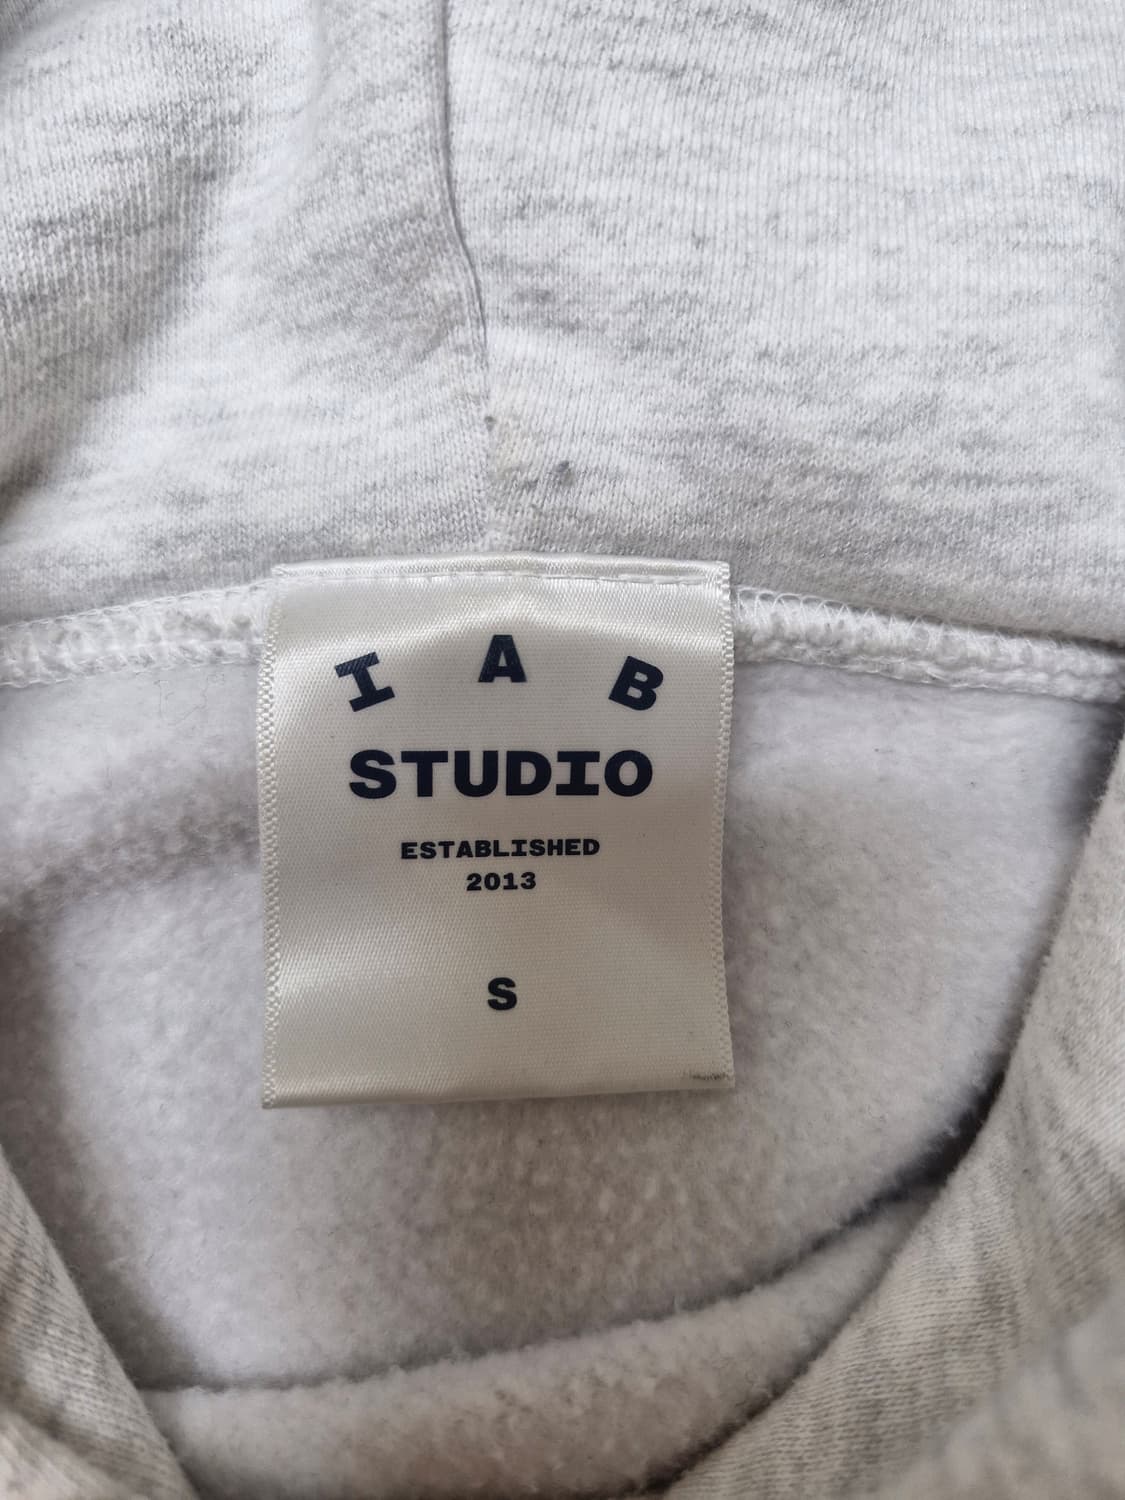 I A B
STUDIO
ESTABLISHED
2013
S